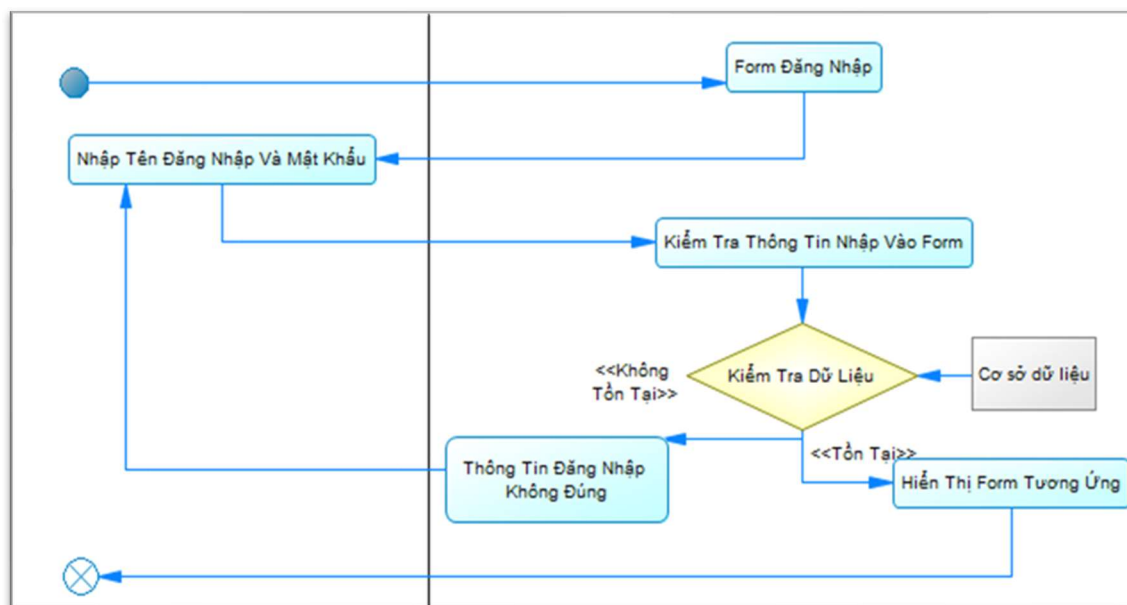 Form Đăng Nhập
Nhập Tên Đăng Nhập Và Mật Khẩu
Kiểm Tra Thông Tin Nhập Vào Form
<<Không
Tồn Tại>>
Kiểm Tra Dữ Liệu
Cơ sở dữ liệu
Thông Tin Đăng Nhập
Không Đúng
<<Tồn Tại>>
Hiển Thị Form Tương Ứng